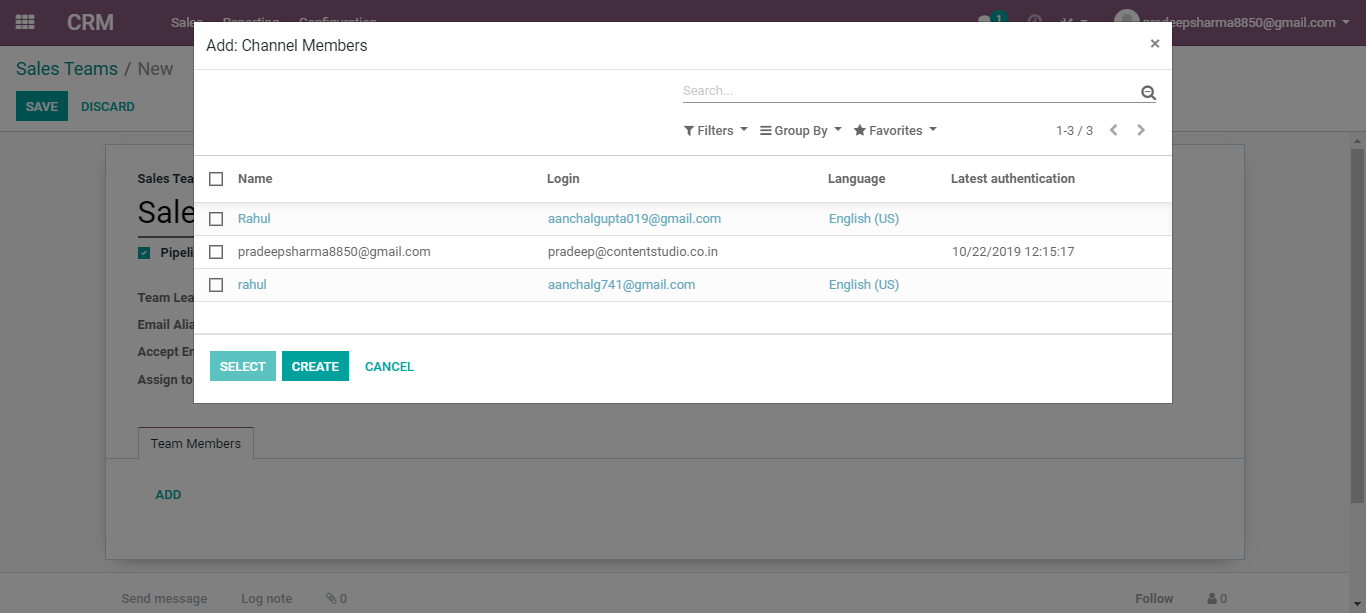 CRM Sales Reporting Configuration 1 pradeepsharma8850@gmail.com
Add: Channel Members ×
Sales Teams / New
SAVE DISCARD
Search...
Filters Group By Favorites 1-3 / 3
Name Login Language Latest authentication
Sales Tea
Sale
Rahul aanchalgupta019@gmail.com English (US)
Pipeli
pradeepsharma8850@gmail.com pradeep@contentstudio.co.in 10/22/2019 12:15:17
rahul aanchalg741@gmail.com English (US)
Team Lea
Email Alia
Accept Em
Assign to
SELECT CREATE CANCEL
Team Members
ADD
Send message Log note 0 Follow 0